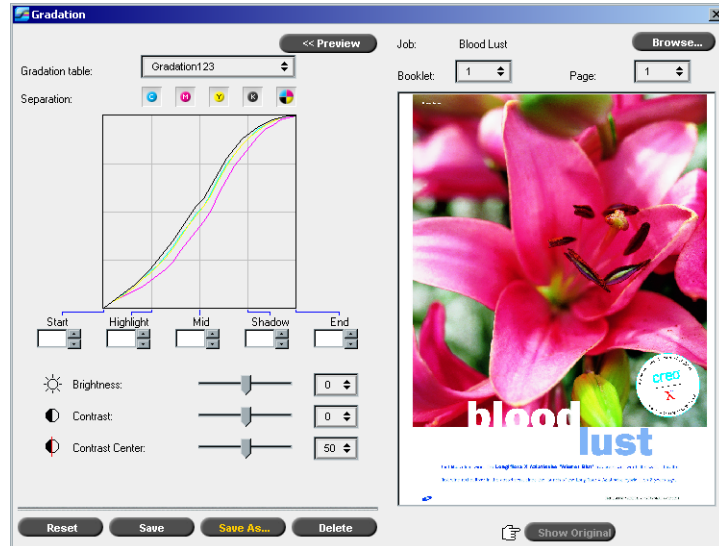 Gradation
<< Preview
Gradation table:
Gradation123
Separation:
C M Y K
Start Highlight Mid Shadow End
Brightness:
0
Contrast:
0
Contrast Center:
50
Reset Save Save As... Delete
Job: Blood Lust
Browse...
Booklet: 1 Page: 1
creo
X
blood
lust
Show Original